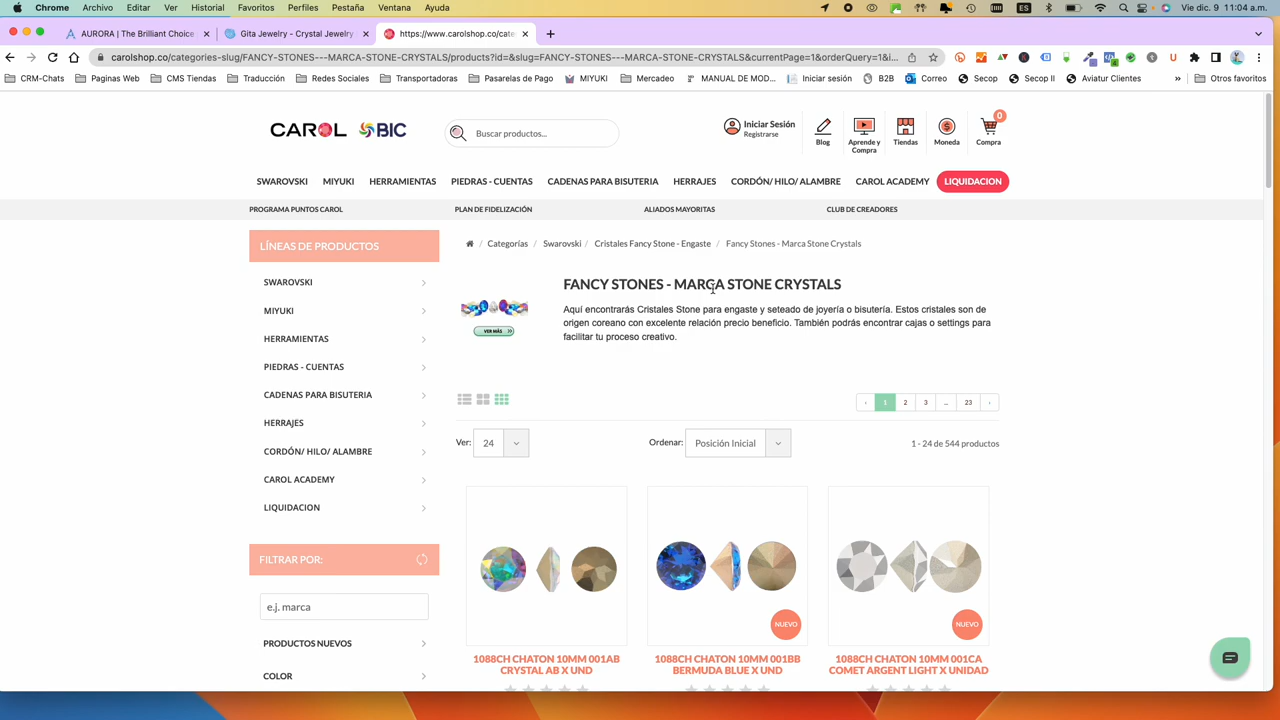 Chrome Archivo Editar Ver Historial Favoritos Perfiles Pestaña Ventana Ayuda
Vie dic. 9 11:04 a.m.
AURORA | The Brilliant Choice
Gita Jewelry - Crystal Jewelry
https://www.carolshop.co/cate
carolshop.co/categories-slug/FANCY-STONES---MARCA-STONE-CRYSTALS/products?id=&slug=FANCY-STONES---MARCA-STONE-CRYSTALS&currentPage=1&orderQuery=1&i...
CRM-Chats Paginas Web CMS Tiendas Traducción Redes Sociales Transportadoras Pasarelas de Pago MIYUKI Mercadeo MANUAL DE MOD... Iniciar sesión B2B Correo Secop Secop II Aviatur Clientes » Otros favoritos
CAROL BIC
Buscar productos...
Iniciar Sesión
Registrarse
Blog
Aprende y
Compra
Tiendas
Moneda
0
Compra
SWAROVSKI MIYUKI HERRAMIENTAS PIEDRAS - CUENTAS CADENAS PARA BISUTERIA HERRAJES CORDÓN/ HILO/ ALAMBRE CAROL ACADEMY LIQUIDACION
PROGRAMA PUNTOS CAROL PLAN DE FIDELIZACIÓN ALIADOS MAYORITAS CLUB DE CREADORES
LÍNEAS DE PRODUCTOS
SWAROVSKI
MIYUKI
HERRAMIENTAS
PIEDRAS - CUENTAS
CADENAS PARA BISUTERIA
HERRAJES
CORDÓN/ HILO/ ALAMBRE
CAROL ACADEMY
LIQUIDACION
FILTRAR POR:
e.j. marca
PRODUCTOS NUEVOS
COLOR
/ Categorías / Swarovski / Cristales Fancy Stone - Engaste / Fancy Stones - Marca Stone Crystals
VER MÁS
FANCY STONES - MARCA STONE CRYSTALS
Aquí encontrarás Cristales Stone para engaste y seteado de joyería o bisutería. Estos cristales son de
origen coreano con excelente relación precio beneficio. También podrás encontrar cajas o settings para
facilitar tu proceso creativo.
‹ 1 2 3 ... 23 ›
Ver: 24
Ordenar: Posición Inicial
1 - 24 de 544 productos
NUEVO
NUEVO
1088CH CHATON 10MM 001AB
CRYSTAL AB X UND
1088CH CHATON 10MM 001BB
BERMUDA BLUE X UND
1088CH CHATON 10MM 001CA
COMET ARGENT LIGHT X UNIDAD